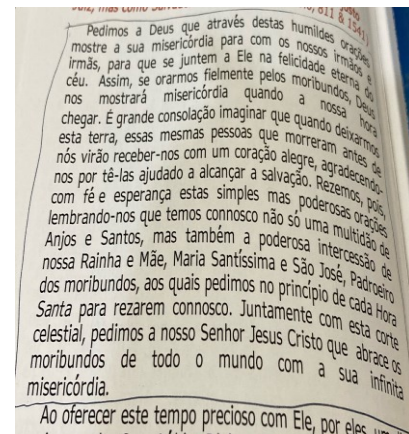 Juiz, mas como Salvador
611 & 1541)
Pedimos a Deus que através destas humildes orações
mostre a sua misericórdia para com os nossos irmãos e
irmãs, para que se juntem a Ele na felicidade eterna do
céu. Assim, se orarmos fielmente pelos moribundos, Deus
nos mostrará misericórdia quando a nossa hora
chegar. É grande consolação imaginar que quando deixarmos
esta terra, essas mesmas pessoas que morreram antes de
nós virão receber-nos com um coração alegre, agradecendo-
nos por tê-las ajudado a alcançar a salvação. Rezemos, pois,
com fé e esperança estas simples mas poderosas orações
lembrando-nos que temos connosco não só uma multidão de
Anjos e Santos, mas também a poderosa intercessão de
nossa Rainha e Mãe, Maria Santíssima e São José, Padroeiro
dos moribundos, aos quais pedimos no princípio de cada Hora
Santa para rezarem connosco. Juntamente com esta corte
celestial, pedimos a nosso Senhor Jesus Cristo que abrace os
moribundos de todo o mundo com a sua infinita
misericórdia.
Ao oferecer este tempo precioso com Ele, por eles,